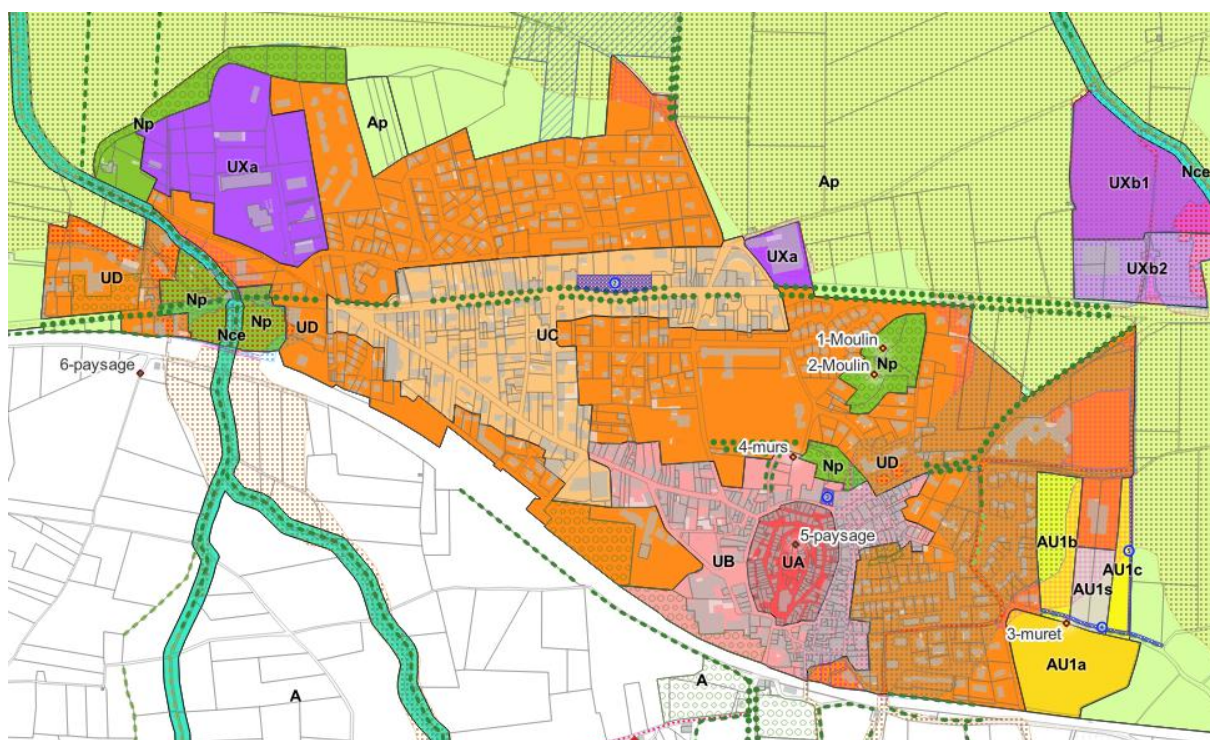 Np
Ap
UXa
Ap
UXb1
Nce
UD
UXa
UXb2
Np
2
Np
Nce
UD
UC
1-Moulin
6-paysage
2-Moulin
Np
4-murs
Np
UD
5-paysage
AU1b
UB
UA
AU1c
AU1s
3-muret
AU1a
A
A